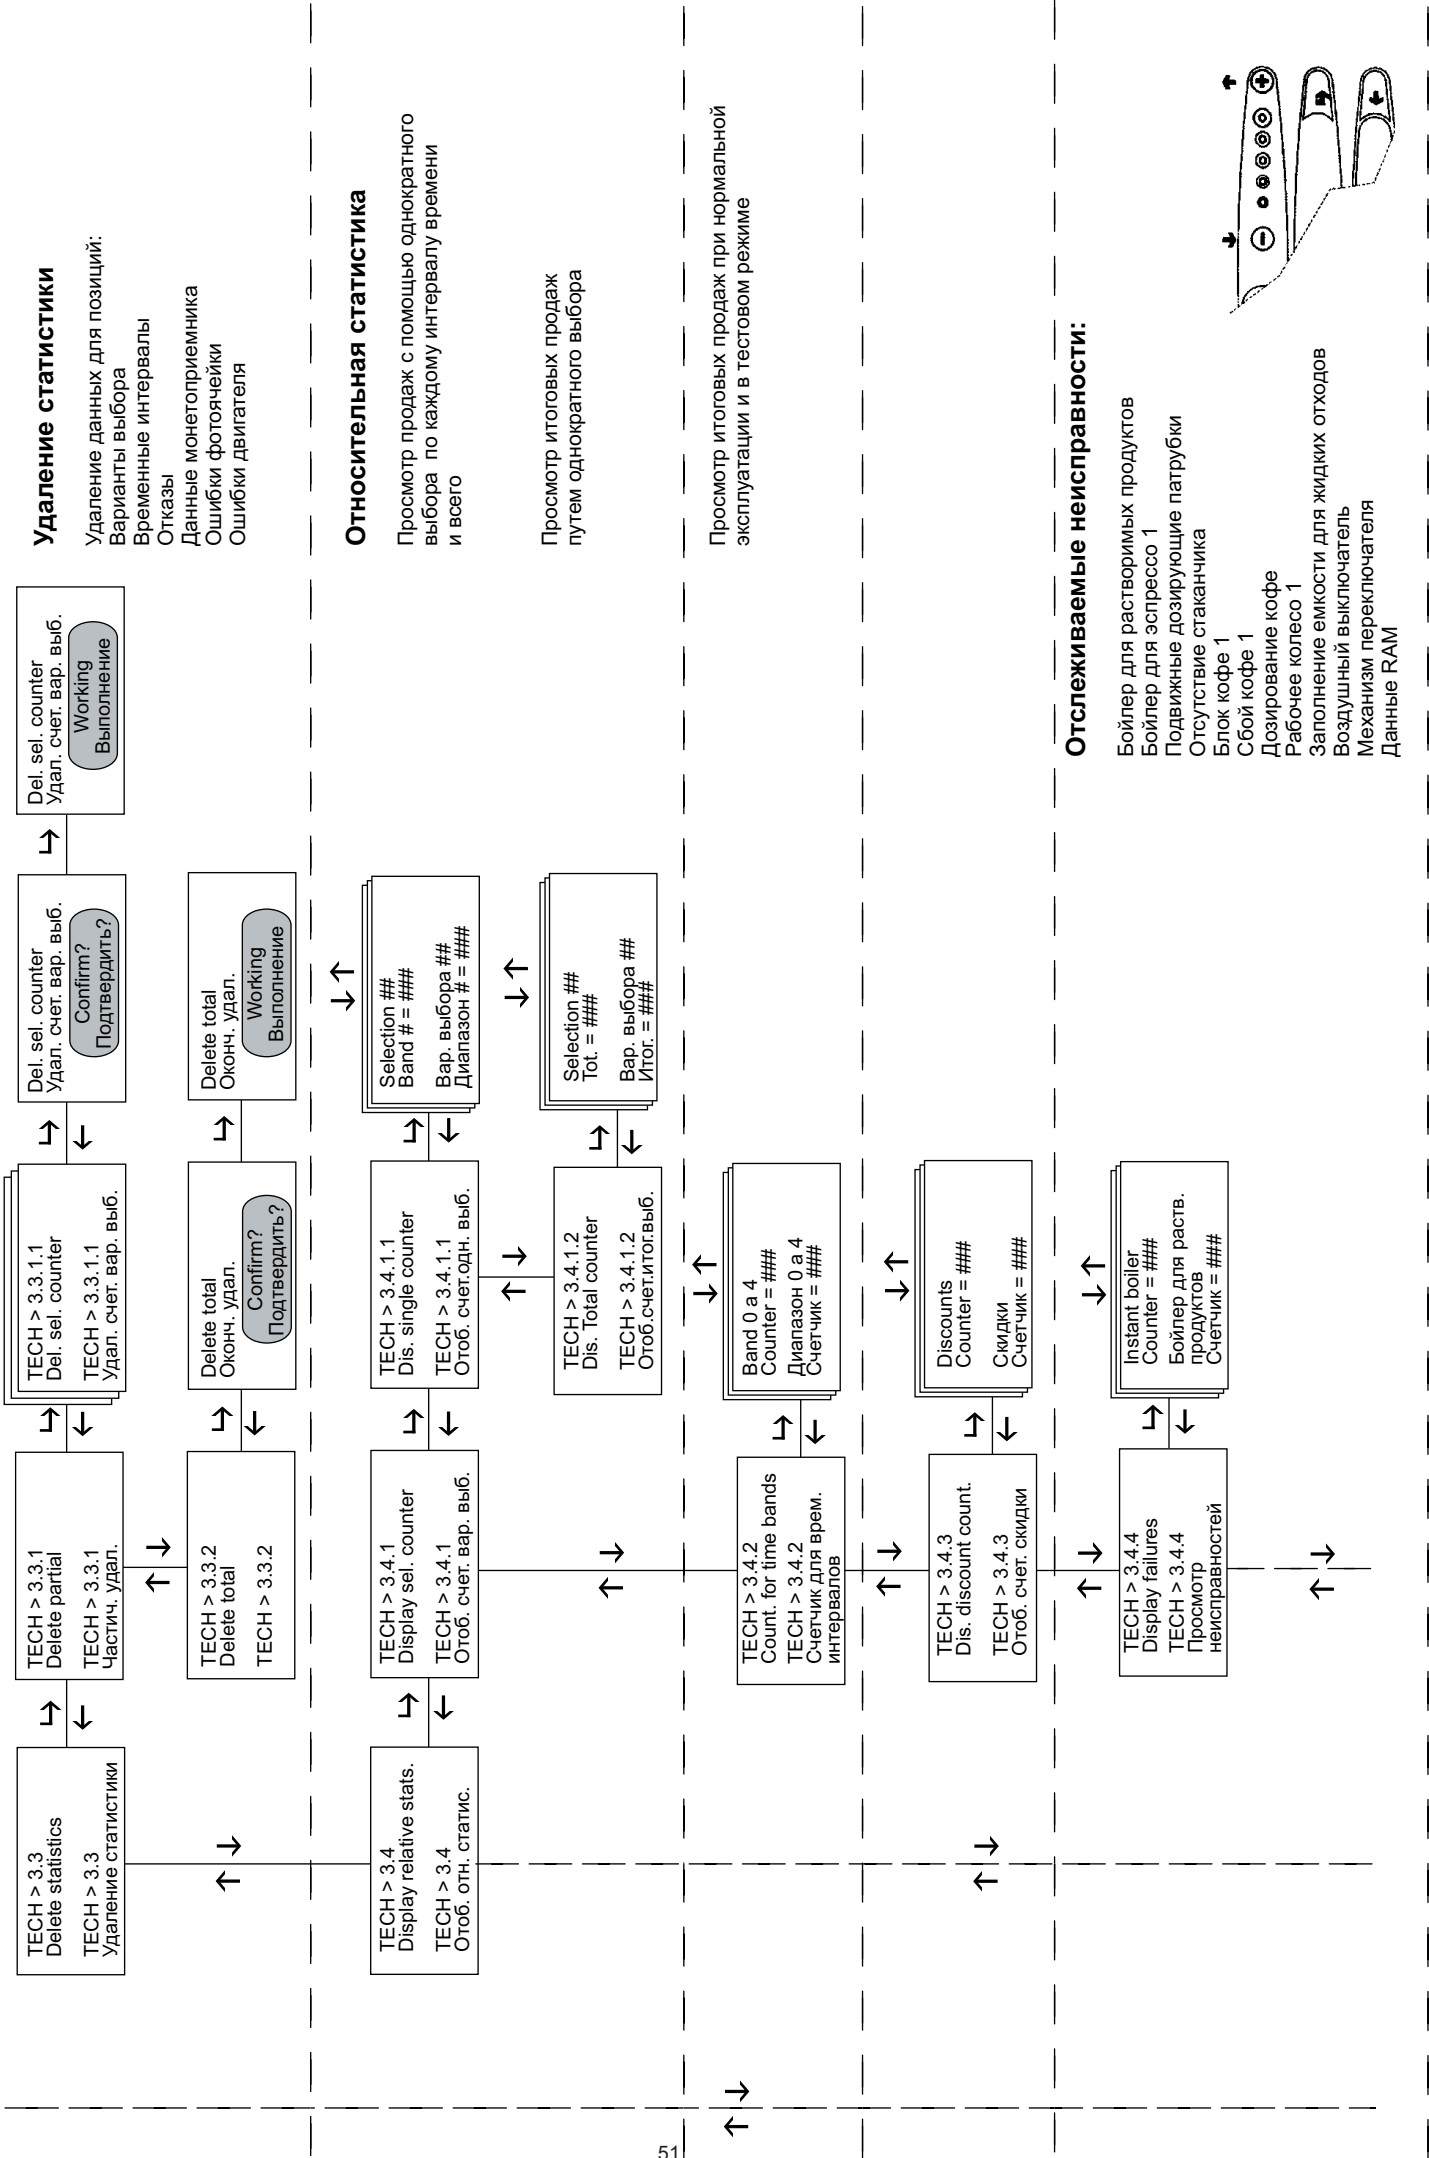 TECH > 3.3
Delete statistics
TECH > 3.3
Удаление статистики
TECH > 3.3.1
Delete partial
TECH > 3.3.1
Частич. удал.
TECH > 3.3.1.1
Del. sel. counter
TECH > 3.3.1.1
Удал. счет. вар. выб.
Del. sel. counter
Удал. счет. вар. выб.
Confirm?
Подтвердить?
Del. sel. counter
Удал. счет. вар. выб.
Working
Выполнение
Удаление статистики
Удаление данных для позиций:
Варианты выбора
Временные интервалы
Отказы
Данные монетоприемника
Ошибки фотоячейки
Ошибки двигателя
TECH > 3.3.2
Delete total
TECH > 3.3.2
Delete total
Оконч. удал.
Confirm?
Подтвердить?
Delete total
Оконч. удал.
Working
Выполнение
TECH > 3.4
Display relative stats.
TECH > 3.4
Отоб. отн. статис.
TECH > 3.4.1
Display sel. counter
TECH > 3.4.1
Отоб. счет. вар. выб.
TECH > 3.4.1.1
Dis. single counter
TECH > 3.4.1.1
Отоб. счет.одн. выб.
Selection ##
Band # = ###
Вар. выбора ##
Диапазон # = ###
Относительная статистика
Просмотр продаж с помощью однократного
выбора по каждому интервалу времени
и всего
TECH > 3.4.1.2
Dis. Total counter
TECH > 3.4.1.2
Отоб.счет.итог.выб.
Selection ##
Tot. = ###
Вар. выбора ##
Итог. = ###
Просмотр итоговых продаж
путем однократного выбора
TECH > 3.4.2
Count. for time bands
TECH > 3.4.2
Счетчик для врем.
интервалов
Band 0 a 4
Counter = ###
Диапазон 0 а 4
Счетчик = ###
Просмотр итоговых продаж при нормальной
эксплуатации и в тестовом режиме
TECH > 3.4.3
Dis. discount count.
TECH > 3.4.3
Отоб. счет. скидки
Discounts
Counter = ###
Скидки
Счетчик = ###
TECH > 3.4.4
Display failures
TECH > 3.4.4
Просмотр
неисправностей
Instant boiler
Counter = ###
Бойлер для раств.
продуктов
Счетчик = ###
Отслеживаемые неисправности:
Бойлер для растворимых продуктов
Бойлер для эспрессо 1
Подвижные дозирующие патрубки
Отсутствие стаканчика
Блок кофе 1
Сбой кофе 1
Дозирование кофе
Рабочее колесо 1
Заполнение емкости для жидких отходов
Воздушный выключатель
Механизм переключателя
Данные RAM
51